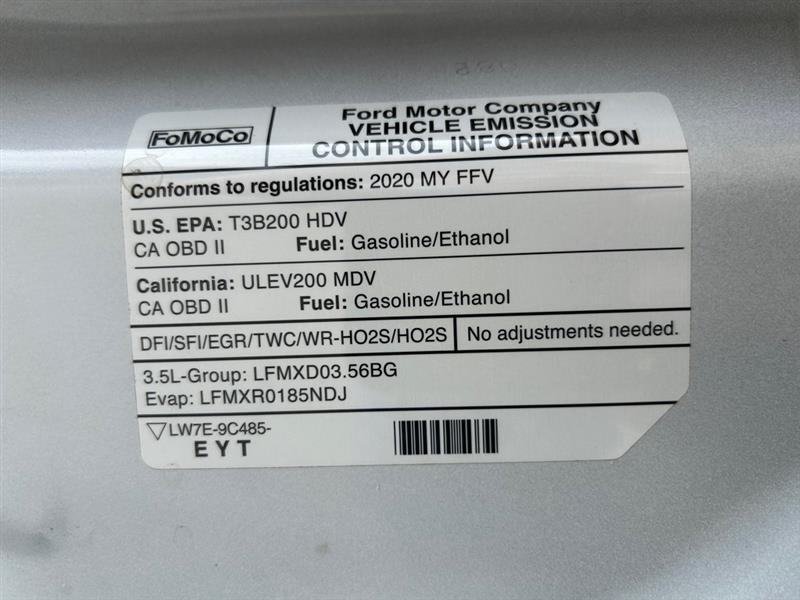 FoMoCo
Ford Motor Company
VEHICLE EMISSION
CONTROL INFORMATION
Conforms to regulations: 2020 MY FFV
U.S. EPA: T3B200 HDV
CA OBD II Fuel: Gasoline/Ethanol
California: ULEV200 MDV
CA OBD II Fuel: Gasoline/Ethanol
DFI/SFI/EGR/TWC/WR-HO2S/HO2S No adjustments needed.
3.5L-Group: LFMXD03.56BG
Evap: LFMXR0185NDJ
▽LW7E-9C485-
EYT